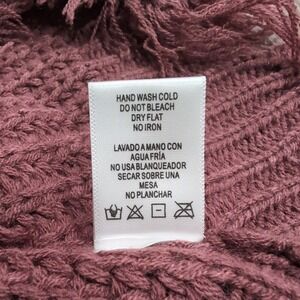 HAND WASH COLD
DO NOT BLEACH
DRY FLAT
NO IRON
LAVADO A MANO CON
AGUA FRÍA
NO USA BLANQUEADOR
SECAR SOBRE UNA
MESA
NO PLANCHAR